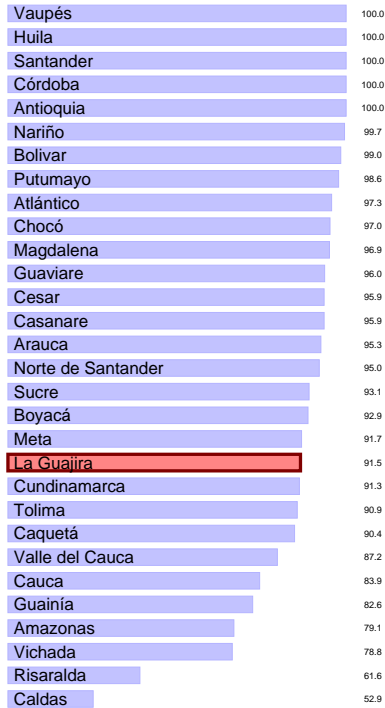 Vaupés 100.0
Huila 100.0
Santander 100.0
Córdoba 100.0
Antioquia 100.0
Nariño 99.7
Bolivar 99.0
Putumayo 98.6
Atlántico 97.3
Chocó 97.0
Magdalena 96.9
Guaviare 96.0
Cesar 95.9
Casanare 95.9
Arauca 95.3
Norte de Santander 95.0
Sucre 93.1
Boyacá 92.9
Meta 91.7
La Guajira 91.5
Cundinamarca 91.3
Tolima 90.9
Caquetá 90.4
Valle del Cauca 87.2
Cauca 83.9
Guainía 82.6
Amazonas 79.1
Vichada 78.8
Risaralda 61.6
Caldas 52.9